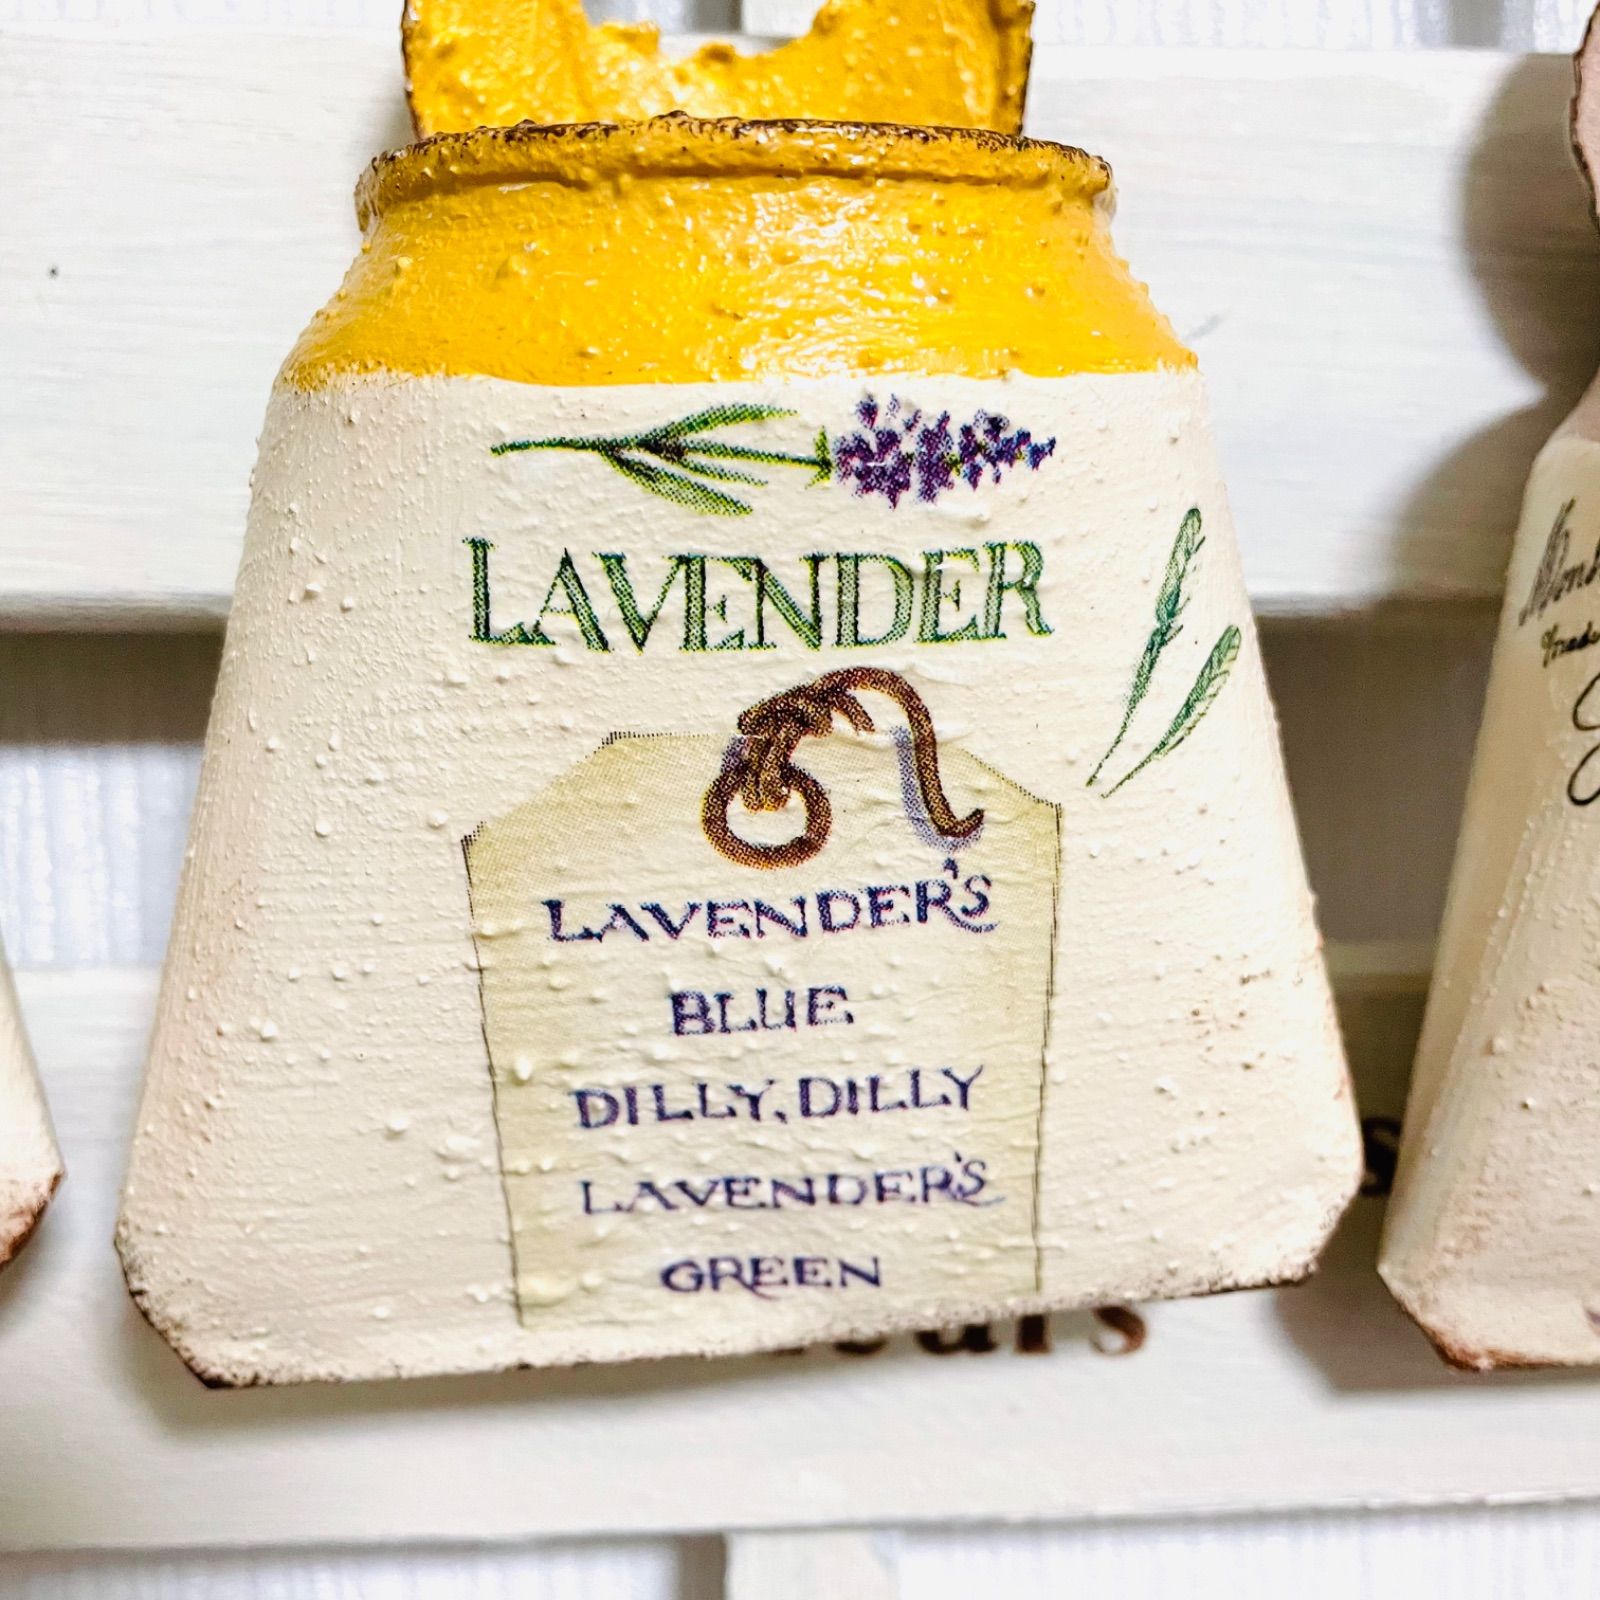 LAVENDER
LAVENDER'S
BLUE
DILLY, DILLY
LAVENDER'S
GREEN